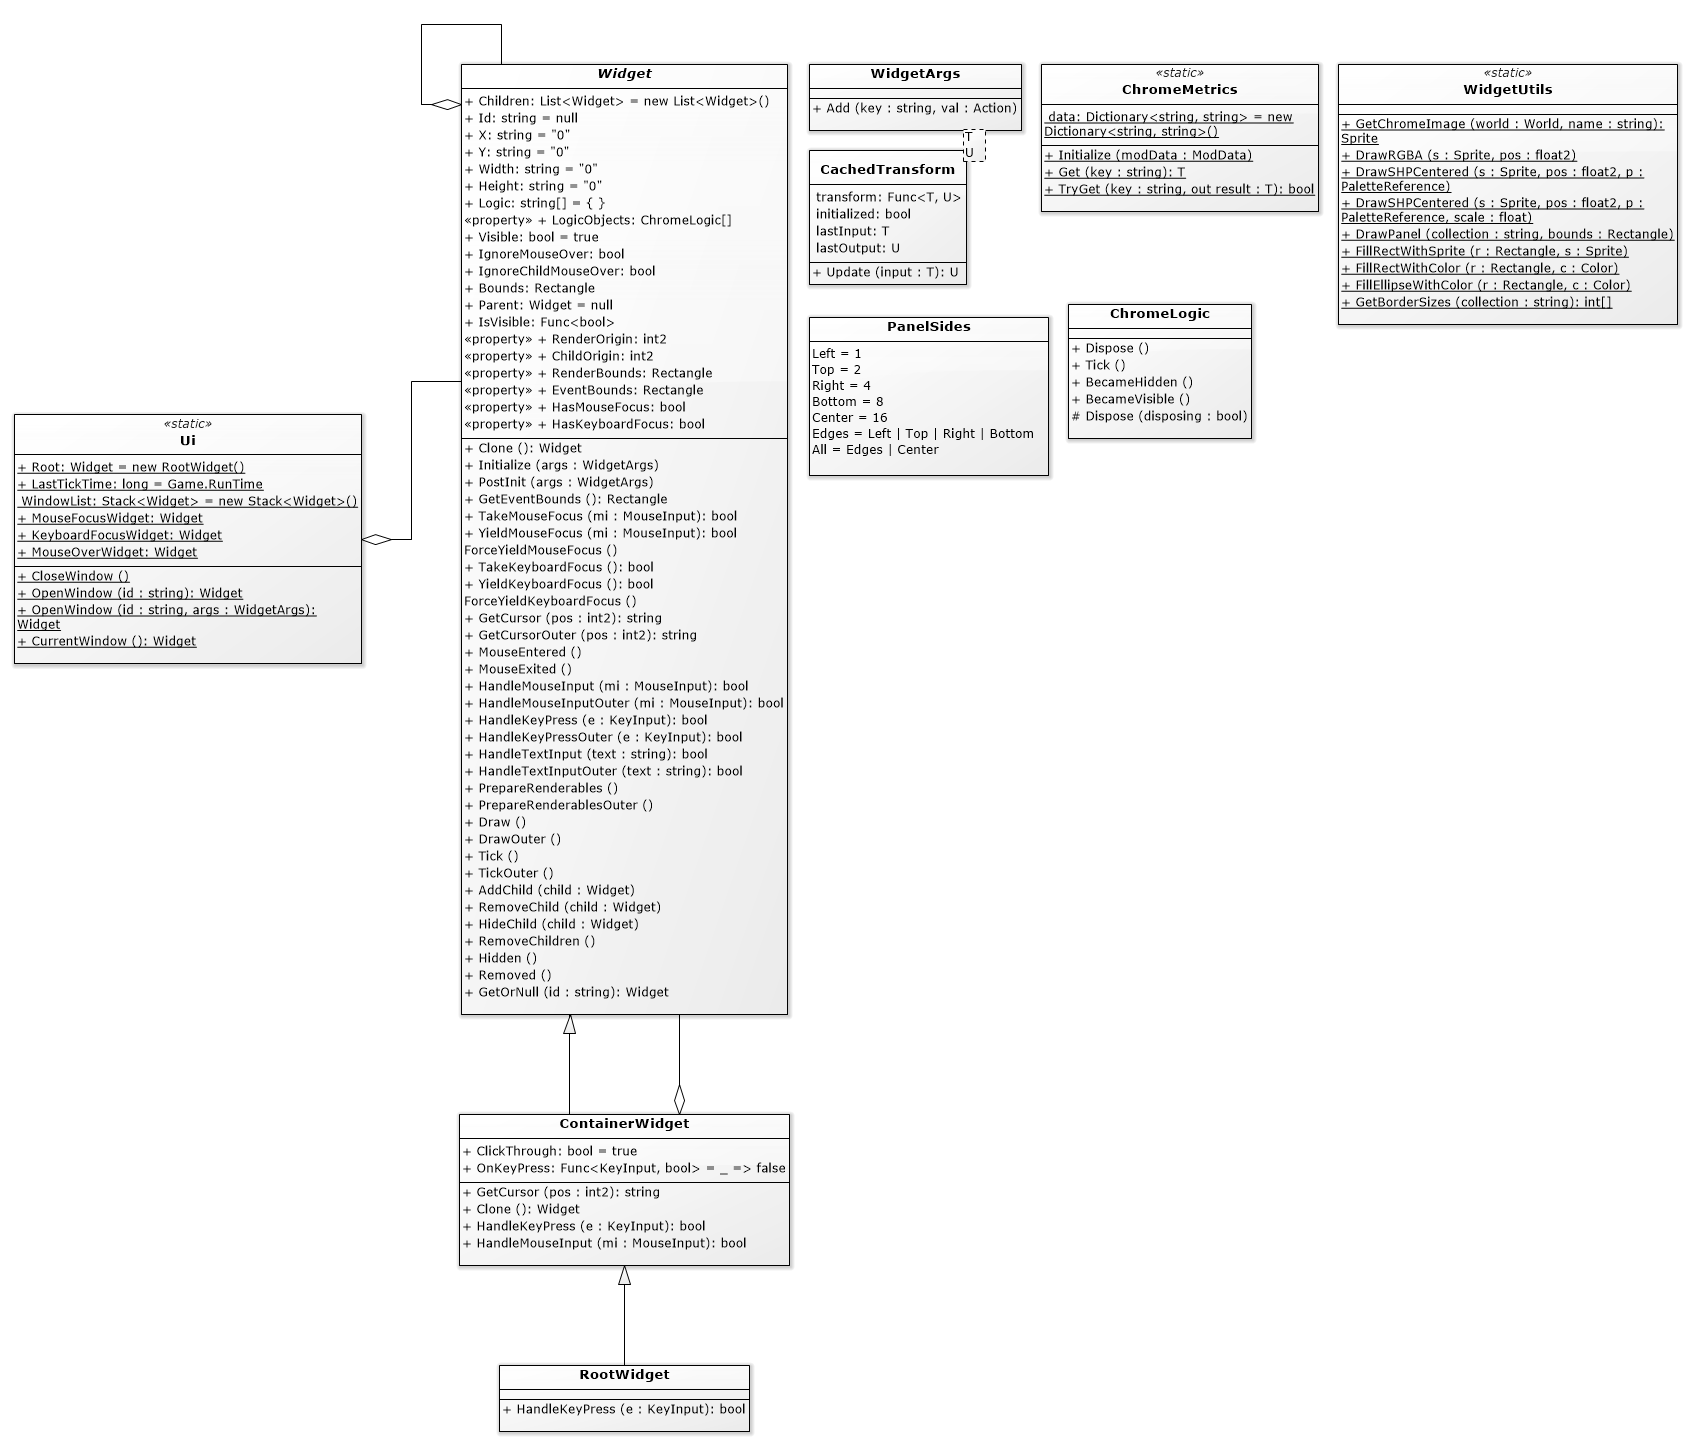 Widget
+ Children: List<Widget> = new List<Widget>()
+ Id: string = null
+ X: string = "0"
+ Y: string = "0"
+ Width: string = "0"
+ Height: string = "0"
+ Logic: string[] = { }
«property» + LogicObjects: ChromeLogic[]
+ Visible: bool = true
+ IgnoreMouseOver: bool
+ IgnoreChildMouseOver: bool
+ Bounds: Rectangle
+ Parent: Widget = null
+ IsVisible: Func<bool>
«property» + RenderOrigin: int2
«property» + ChildOrigin: int2
«property» + RenderBounds: Rectangle
«property» + EventBounds: Rectangle
«property» + HasMouseFocus: bool
«property» + HasKeyboardFocus: bool
+ Clone (): Widget
+ Initialize (args : WidgetArgs)
+ PostInit (args : WidgetArgs)
+ GetEventBounds (): Rectangle
+ TakeMouseFocus (mi : MouseInput): bool
+ YieldMouseFocus (mi : MouseInput): bool
ForceYieldMouseFocus ()
+ TakeKeyboardFocus (): bool
+ YieldKeyboardFocus (): bool
ForceYieldKeyboardFocus ()
+ GetCursor (pos : int2): string
+ GetCursorOuter (pos : int2): string
+ MouseEntered ()
+ MouseExited ()
+ HandleMouseInput (mi : MouseInput): bool
+ HandleMouseInputOuter (mi : MouseInput): bool
+ HandleKeyPress (e : KeyInput): bool
+ HandleKeyPressOuter (e : KeyInput): bool
+ HandleTextInput (text : string): bool
+ HandleTextInputOuter (text : string): bool
+ PrepareRenderables ()
+ PrepareRenderablesOuter ()
+ Draw ()
+ DrawOuter ()
+ Tick ()
+ TickOuter ()
+ AddChild (child : Widget)
+ RemoveChild (child : Widget)
+ HideChild (child : Widget)
+ RemoveChildren ()
+ Hidden ()
+ Removed ()
+ GetOrNull (id : string): Widget
WidgetArgs
+ Add (key : string, val : Action)
T
U
CachedTransform
transform: Func<T, U>
initialized: bool
lastInput: T
lastOutput: U
+ Update (input : T): U
PanelSides
Left = 1
Top = 2
Right = 4
Bottom = 8
Center = 16
Edges = Left | Top | Right | Bottom
All = Edges | Center
«static»
ChromeMetrics
data: Dictionary<string, string> = new
Dictionary<string, string>()
+ Initialize (modData : ModData)
+ Get (key : string): T
+ TryGet (key : string, out result : T): bool
ChromeLogic
+ Dispose ()
+ Tick ()
+ BecameHidden ()
+ BecameVisible ()
# Dispose (disposing : bool)
«static»
WidgetUtils
+ GetChromeImage (world : World, name : string):
Sprite
+ DrawRGBA (s : Sprite, pos : float2)
+ DrawSHPCentered (s : Sprite, pos : float2, p :
PaletteReference)
+ DrawSHPCentered (s : Sprite, pos : float2, p :
PaletteReference, scale : float)
+ DrawPanel (collection : string, bounds : Rectangle)
+ FillRectWithSprite (r : Rectangle, s : Sprite)
+ FillRectWithColor (r : Rectangle, c : Color)
+ FillEllipseWithColor (r : Rectangle, c : Color)
+ GetBorderSizes (collection : string): int[]
«static»
Ui
+ Root: Widget = new RootWidget()
+ LastTickTime: long = Game.RunTime
WindowList: Stack<Widget> = new Stack<Widget>()
+ MouseFocusWidget: Widget
+ KeyboardFocusWidget: Widget
+ MouseOverWidget: Widget
+ CloseWindow ()
+ OpenWindow (id : string): Widget
+ OpenWindow (id : string, args : WidgetArgs):
Widget
+ CurrentWindow (): Widget
ContainerWidget
+ ClickThrough: bool = true
+ OnKeyPress: Func<KeyInput, bool> = _ => false
+ GetCursor (pos : int2): string
+ Clone (): Widget
+ HandleKeyPress (e : KeyInput): bool
+ HandleMouseInput (mi : MouseInput): bool
RootWidget
+ HandleKeyPress (e : KeyInput): bool